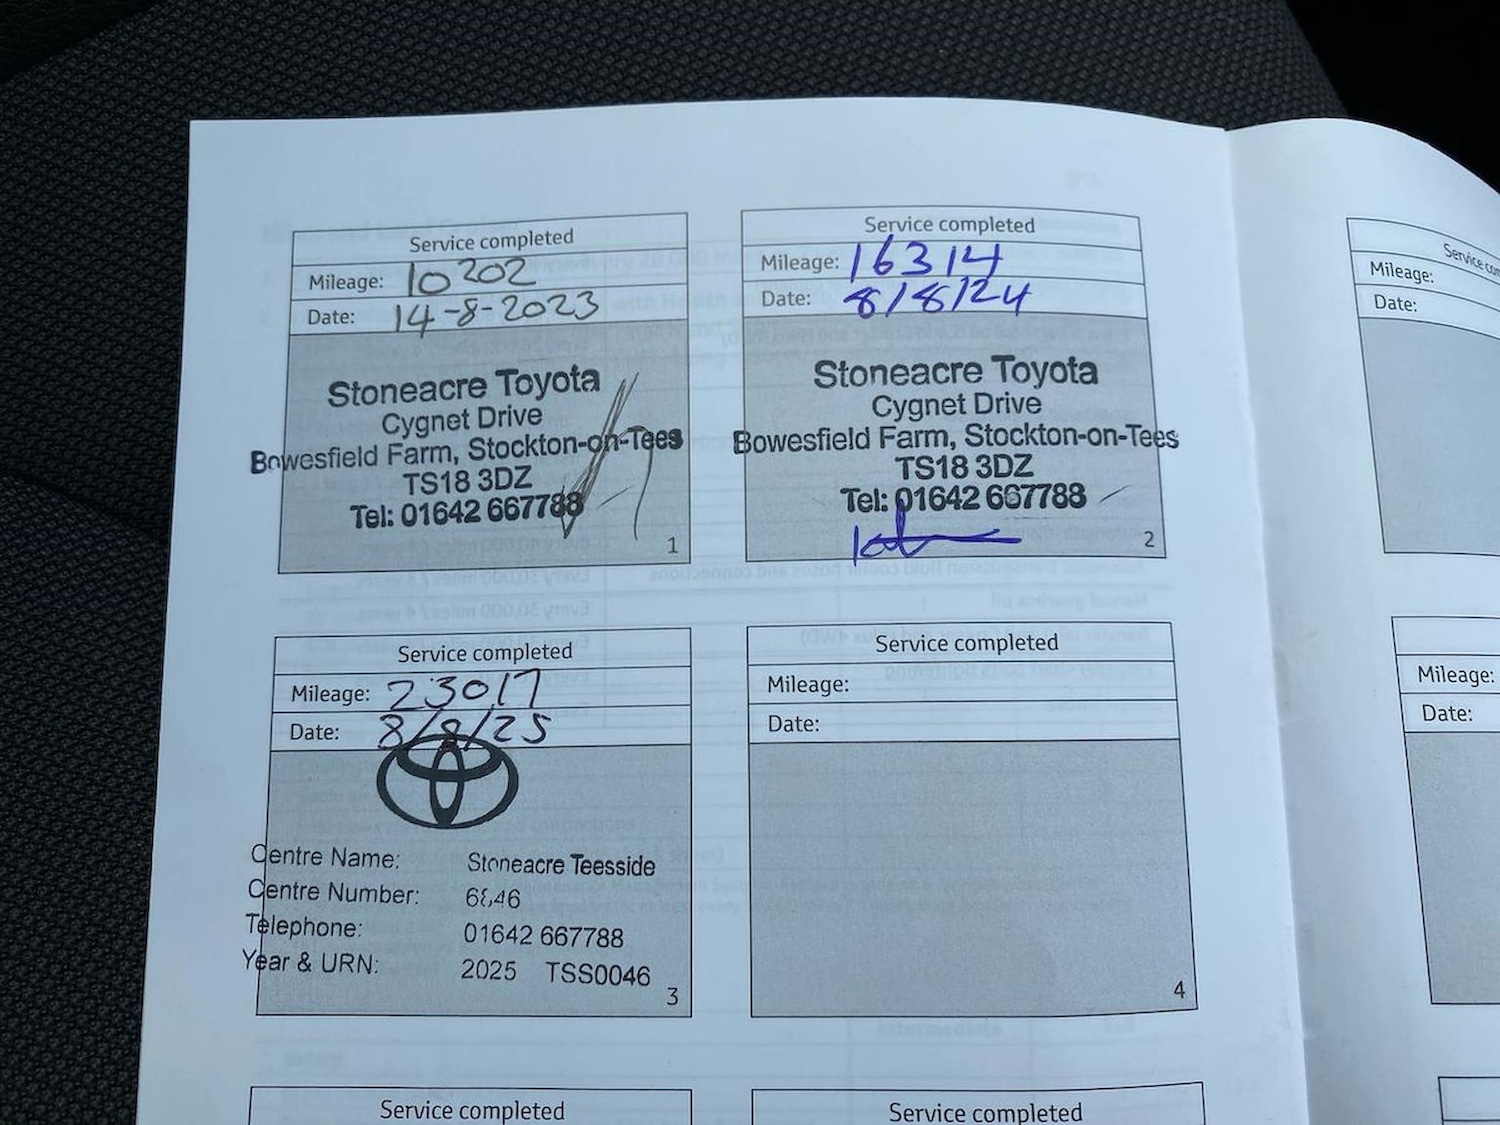 Service completed
Mileage: 10202
Date: 14-8-2023
Stoneacre Toyota
Cygnet Drive
Bowesfield Farm, Stockton-on-Tees
TS18 3DZ
Tel: 01642 667788
1
Service completed
Mileage: 16314
Date: 8/8/24
Stoneacre Toyota
Cygnet Drive
Bowesfield Farm, Stockton-on-Tees
TS18 3DZ
Tel: 01642 667788
2
Service com
Mileage:
Date:
Service completed
Mileage: 23017
Date: 8/8/25
Centre Name: Stoneacre Teesside
Centre Number: 6846
Telephone: 01642 667788
Year & URN: 2025 TSS0046
3
Service completed
Mileage:
Date:
4
Mileage:
Date:
Service completed
Service completed